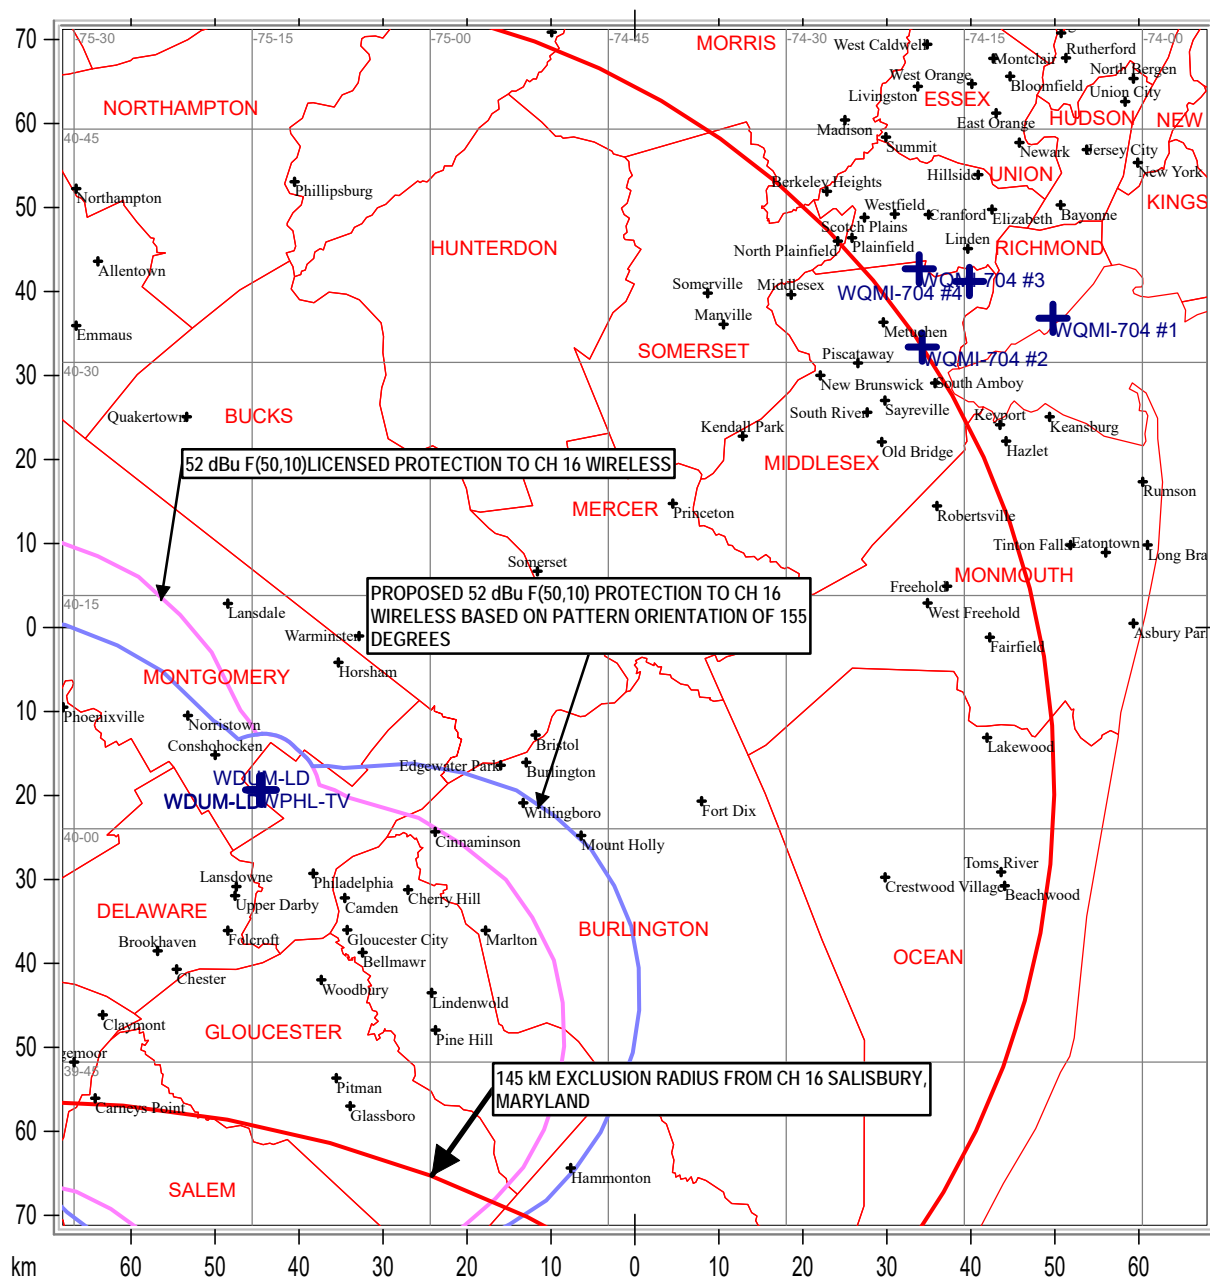 70
-75-30
-75-15
-75-00
-74-45
-74-30
-74-15
-74-00
MORRIS
West Caldwell
Montclair
Rutherford
North Bergen
West Orange
Bloomfield
Union City
Livingston
ESSEX
NORTHAMPTON
60
40-45
Madison
East Orange
HUDSON
NEW
Summit
Newark
Jersey City
New York
Hillside
UNION
Berkeley Heights
Phillipsburg
Northampton
50
Westfield
Cranford
Elizabeth
Bayonne
KINGS
Scotch Plains
Plainfield
North Plainfield
Linden
RICHMOND
HUNTERDON
Allentown
40
Somerville
Middlesex
WQMI-704 #4
WQMI-704 #3
Emmaus
Manville
Metuchen
WQMI-704 #1
SOMERSET
Piscataway
WQMI-704 #2
40-30
30
New Brunswick
South Amboy
Quakertown
BUCKS
South River
Sayreville
Keyport
Keansburg
Kendall Park
Old Bridge
Hazlet
20
52 dBu F(50,10)LICENSED PROTECTION TO CH 16 WIRELESS
MIDDLESEX
Rumson
MERCER
Princeton
Robertsville
10
Tinton Falls
Eatontown
Long Bra
Somerset
PROPOSED 52 dBu F(50,10) PROTECTION TO CH 16
WIRELESS BASED ON PATTERN ORIENTATION OF 155
DEGREES
MONMOUTH
Freehold
40-15
Lansdale
West Freehold
0
Warminster
Asbury Par
Horsham
Fairfield
MONTGOMERY
10
Phoenixville
Norristown
Conshohocken
Bristol
Lakewood
Edgewater Park
Burlington
WDUM-LD
20
WDUM-LD
WPHL-TV
Willingboro
Fort Dix
40-00
Cinnaminson
Mount Holly
30
Lansdowne
Philadelphia
Toms River
Upper Darby
Camden
Cherry Hill
Crestwood Village
Beachwood
DELAWARE
Folcroft
Gloucester City
Marlton
BURLINGTON
Brookhaven
Bellmawr
OCEAN
40
Chester
Woodbury
Lindenwold
Claymont
GLOUCESTER
Pine Hill
50
gemoor
39-45
145 KM EXCLUSION RADIUS FROM CH 16 SALISBURY,
MARYLAND
Pitman
Carneys Point
Glassboro
60
SALEM
Hammonton
70
km
60
50
40
30
20
10
0
10
20
30
40
50
60